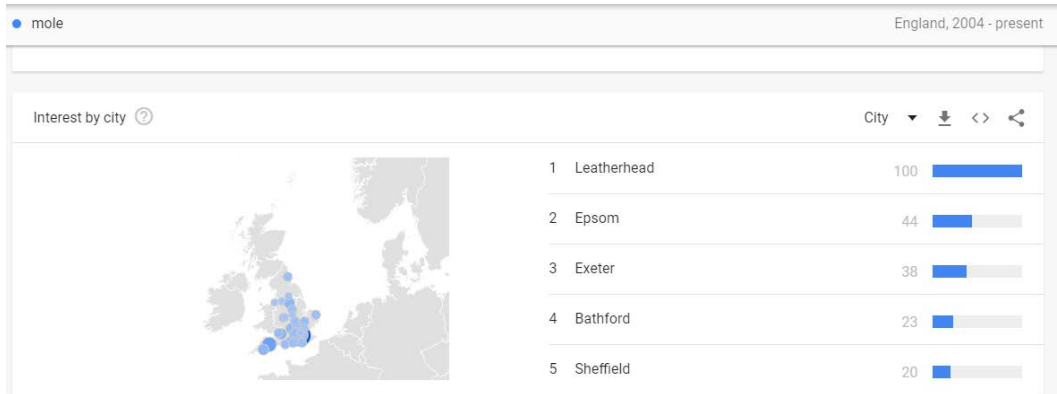 mole England, 2004 - present
Interest by city City
1 Leatherhead 100
2 Epsom 44
3 Exeter 38
4 Bathford 23
5 Sheffield 20